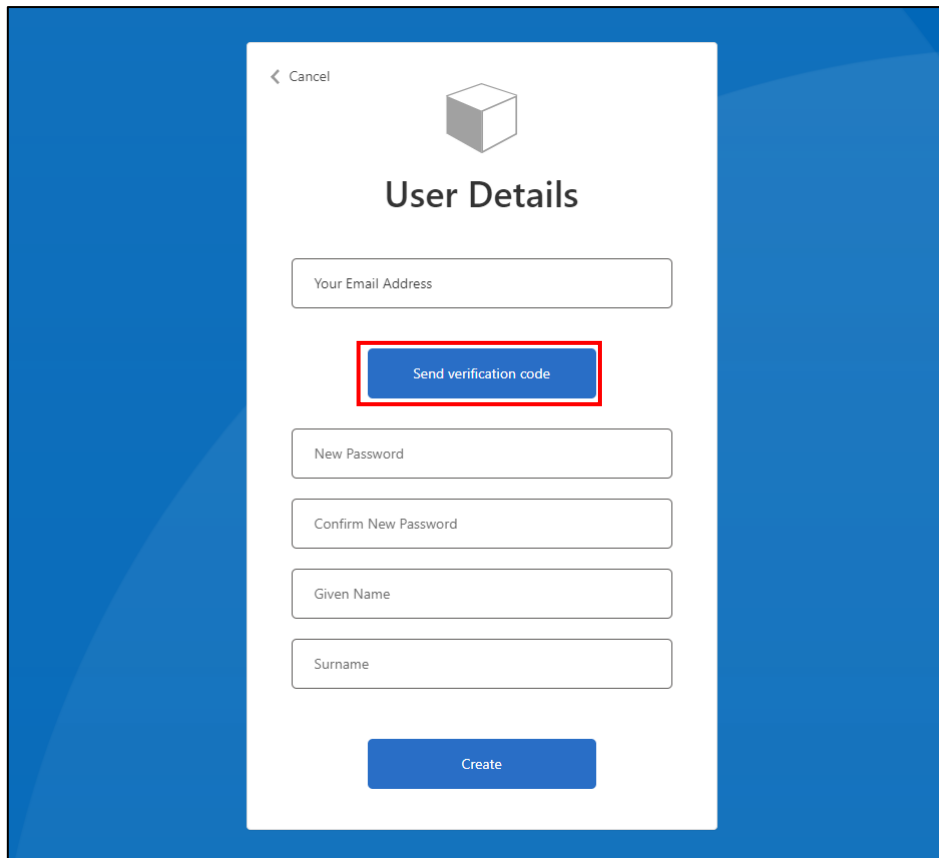 Cancel
User Details
Your Email Address
Send verification code
New Password
Confirm New Password
Given Name
Surname
Create